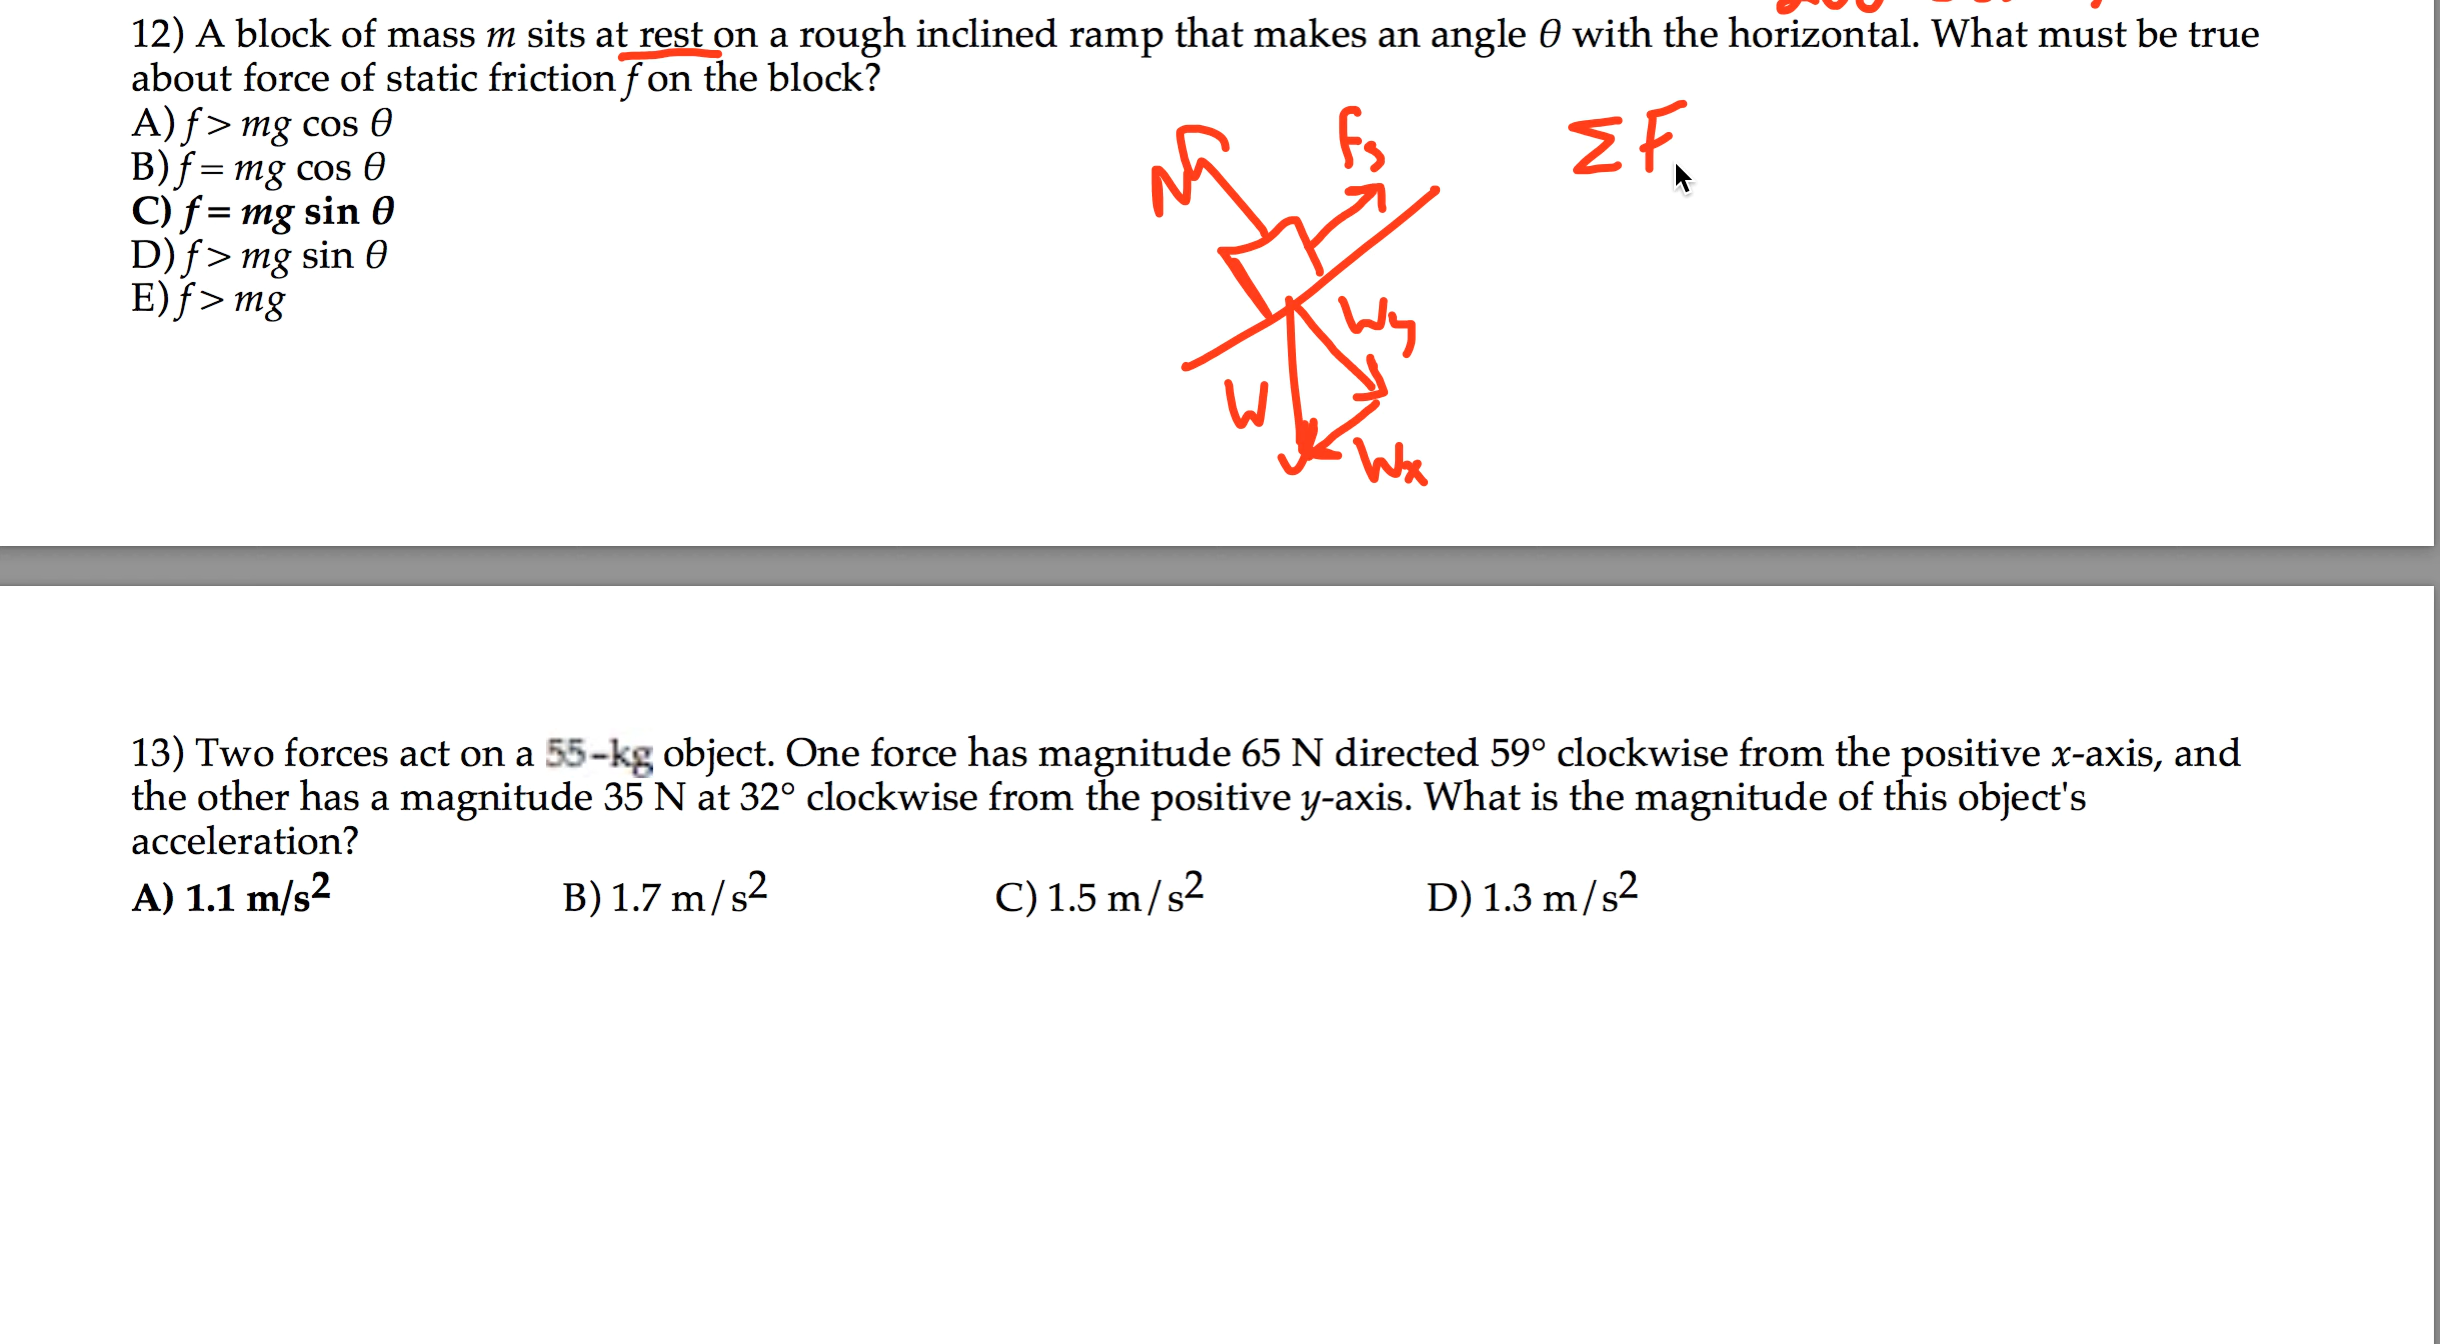 12) A block of mass m sits at rest on a rough inclined ramp that makes an angle θ with the horizontal. What must be true
about force of static friction f on the block?
A) f > mg cos θ
B) f = mg cos θ
C) f = mg sin θ
D) f > mg sin θ
E) f > mg
N
Fs
ΣF
Wy
W
Wx
13) Two forces act on a 55-kg object. One force has magnitude 65 N directed 59° clockwise from the positive x-axis, and
the other has a magnitude 35 N at 32° clockwise from the positive y-axis. What is the magnitude of this object's
acceleration?
A) 1.1 m/s2
B) 1.7 m/s2
C) 1.5 m/s2
D) 1.3 m/s2